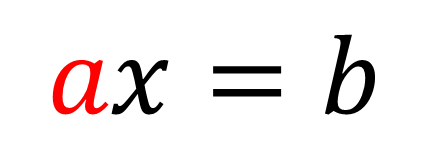 ax = b